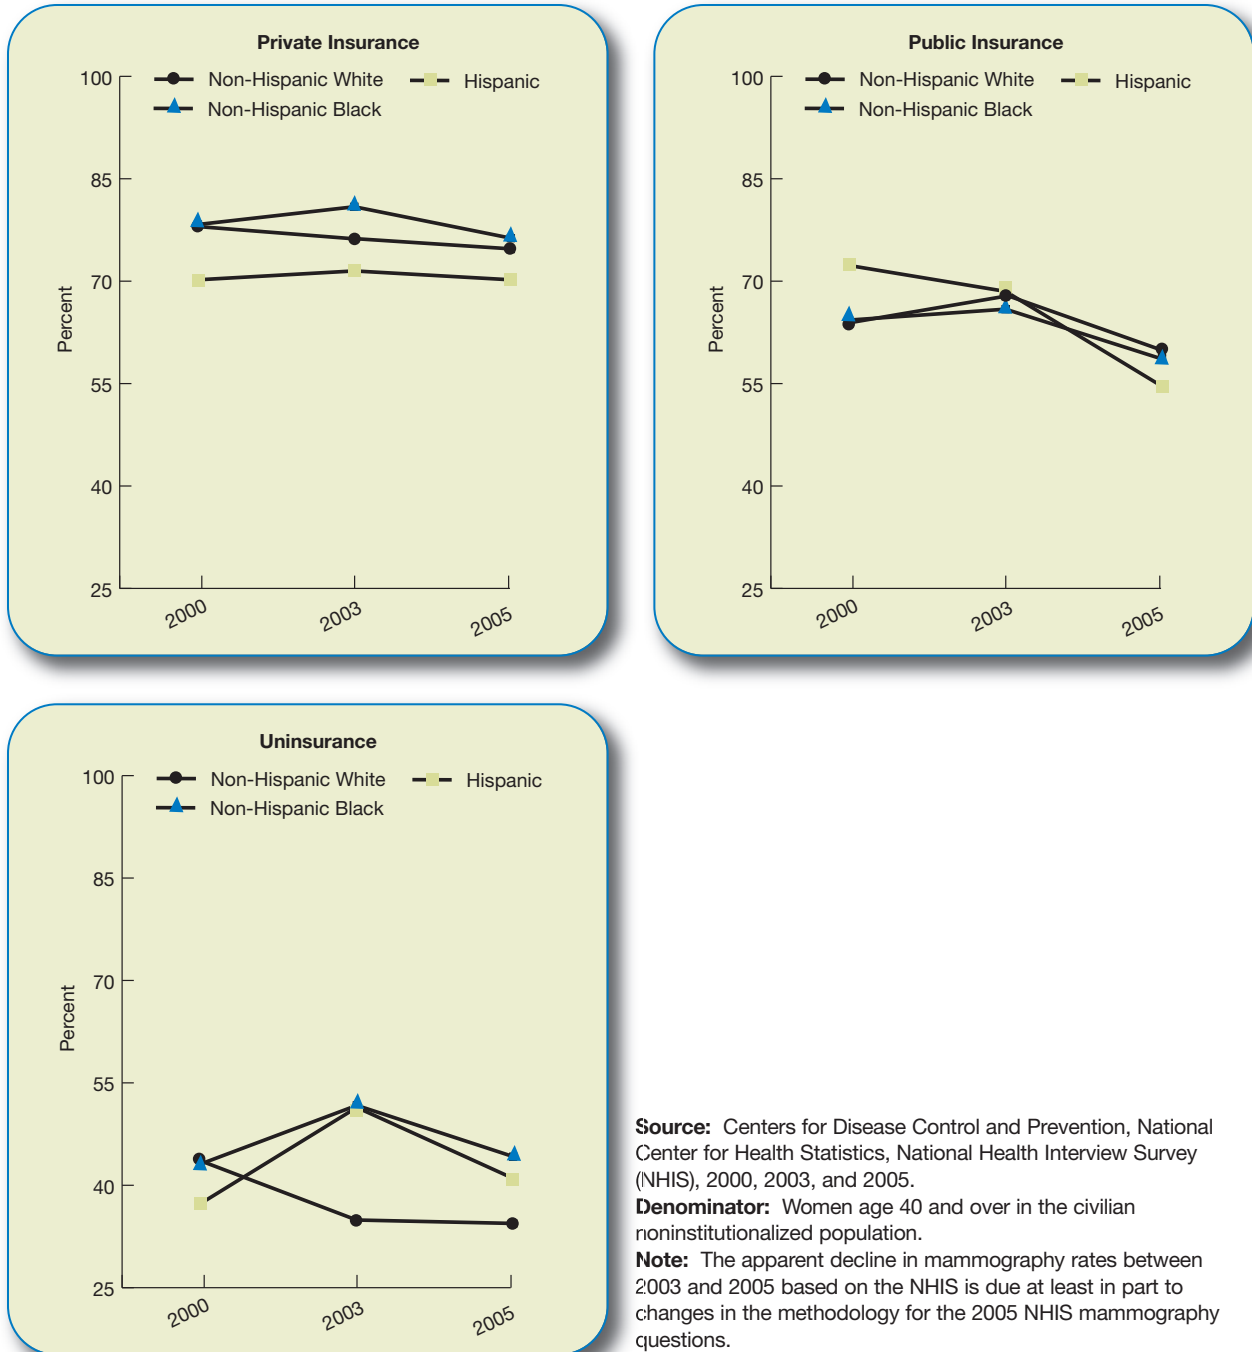 Private Insurance
100
Non-Hispanic White
Hispanic
Non-Hispanic Black
85
70
55
40
25
Percent
2000
2003
2005
Public Insurance
100
Non-Hispanic White
Hispanic
Non-Hispanic Black
85
70
55
40
25
Percent
2000
2003
2005
Uninsurance
100
Non-Hispanic White
Hispanic
Non-Hispanic Black
85
70
55
40
25
Percent
2000
2003
2005
Source: Centers for Disease Control and Prevention, National
Center for Health Statistics, National Health Interview Survey
(NHIS), 2000, 2003, and 2005.
Denominator: Women age 40 and over in the civilian
noninstitutionalized population.
Note: The apparent decline in mammography rates between
2003 and 2005 based on the NHIS is due at least in part to
changes in the methodology for the 2005 NHIS mammography
questions.